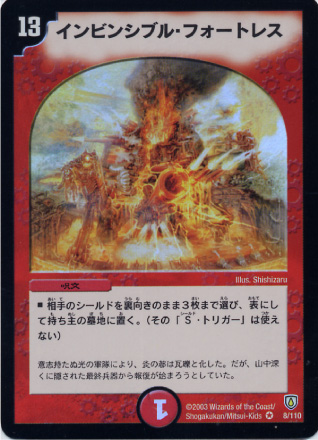 13
インビンシブル・フォートレス
Illus. Shishizaru
呪文
■ 相手のシールドを裏向きのまま3枚まで選び、表にして持ち主の墓地に置く。(その「S・トリガー」は使えない)
意志持たぬ光の軍隊により、炎の都は瓦礫と化した。だが、山中深くに隠された最終兵器から報復が始まろうとしていた。
1
©2003 Wizards of the Coast/
Shogakukan/Mitsui-Kids
8/110